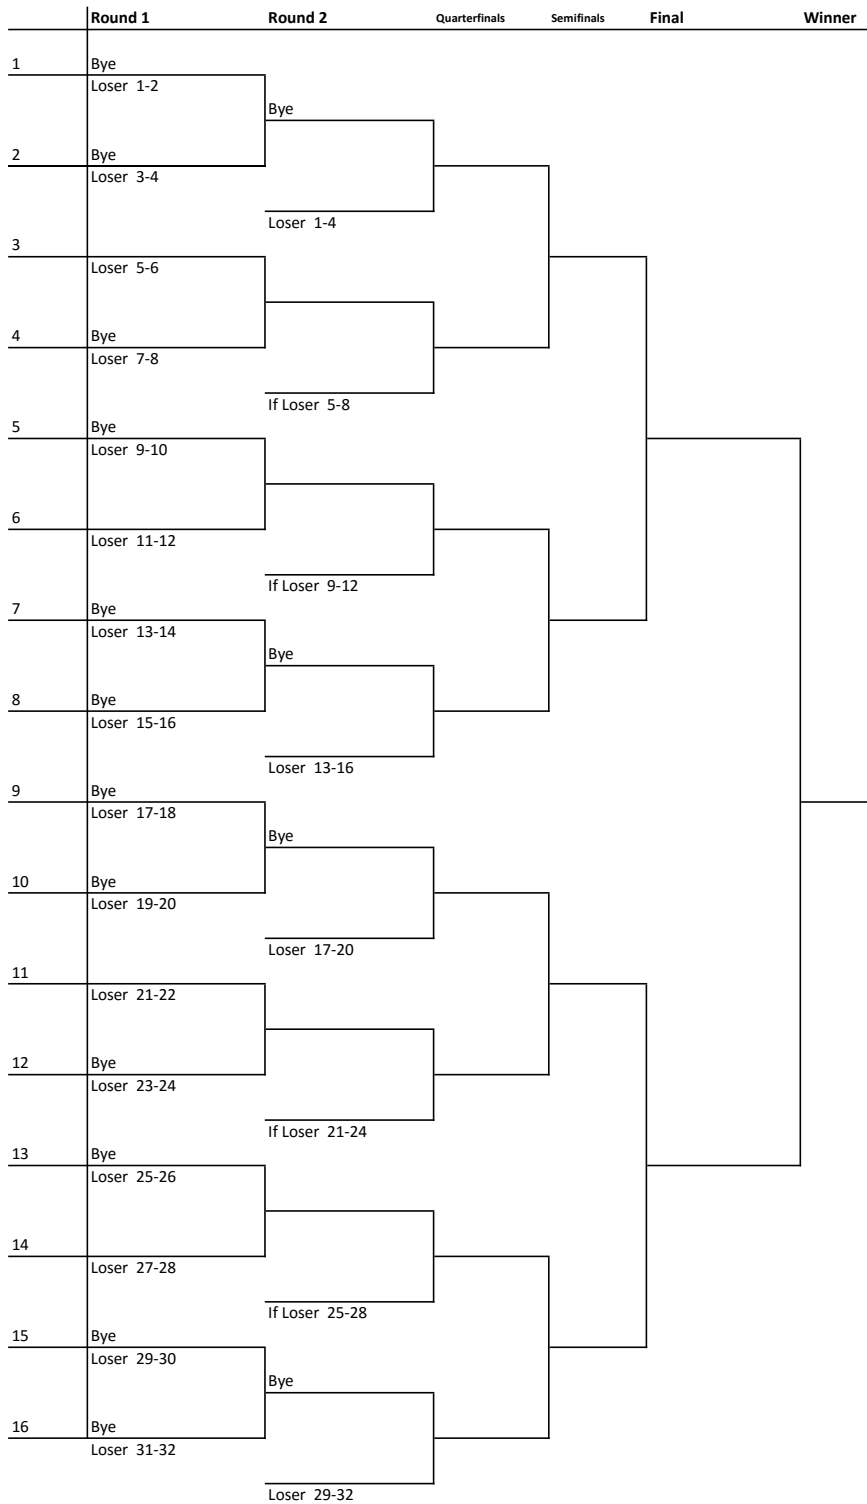 Round 1 Round 2 Quarterfinals Semifinals Final Winner
1 Bye
Loser 1-2
Bye
2 Bye
Loser 3-4
Loser 1-4
3
Loser 5-6
4 Bye
Loser 7-8
If Loser 5-8
5 Bye
Loser 9-10
6
Loser 11-12
If Loser 9-12
7 Bye
Loser 13-14
Bye
8 Bye
Loser 15-16
Loser 13-16
9 Bye
Loser 17-18
Bye
10 Bye
Loser 19-20
Loser 17-20
11
Loser 21-22
12 Bye
Loser 23-24
If Loser 21-24
13 Bye
Loser 25-26
14
Loser 27-28
If Loser 25-28
15 Bye
Loser 29-30
Bye
16 Bye
Loser 31-32
Loser 29-32